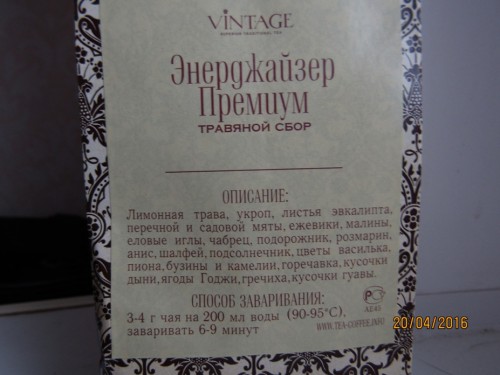 VINTAGE
Энерджайзер
Премиум
ТРАВЯНОЙ СБОР
ОПИСАНИЕ:
Лимонная трава, укроп, листья эвкалипта,
перечной и садовой мяты, ежевики, малины,
еловые иглы, чабрец, подорожник, розмарин,
анис, шалфей, подсолнечник, цветы василька,
пиона,бузины и камелии, горечавка, кусочки
дыни,ягоды Годжи,гречиха,кусочки гуавы.
СПОСОБ ЗАВАРИВАНИЯ:
3-4 г чая на 200 мл воды (90-95°С),
заваривать 6-9 минут
WWW.TEA-COFFEE.INFO
20/04/2016